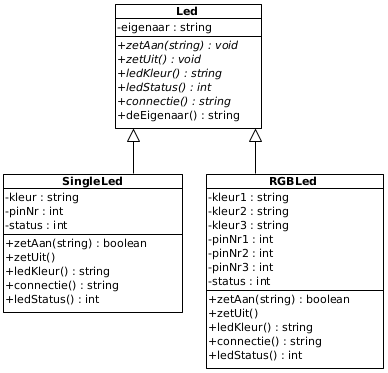 Led
-eigenaar : string
+zetAan(string) : void
+zetUit() : void
+ledKleur() : string
+ledStatus() : int
+connectie() : string
+deEigenaar() : string
SingleLed
-kleur : string
-pinNr : int
-status : int
+zetAan(string) : boolean
+zetUit()
+ledKleur() : string
+connectie() : string
+ledStatus() : int
RGBLed
-kleur1 : string
-kleur2 : string
-kleur3 : string
-pinNr1 : int
-pinNr2 : int
-pinNr3 : int
-status : int
+zetAan(string) : boolean
+zetUit()
+ledKleur() : string
+connectie() : string
+ledStatus() : int